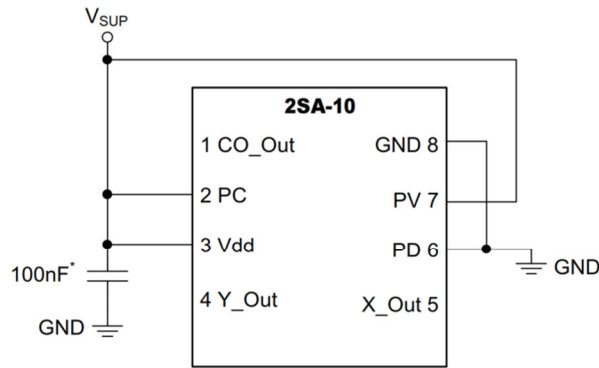 VSUP
2SA-10
1 CO_Out
GND 8
2 PC
PV 7
3 Vdd
PD 6
100nF*
GND
4 Y_Out
X_Out 5
GND